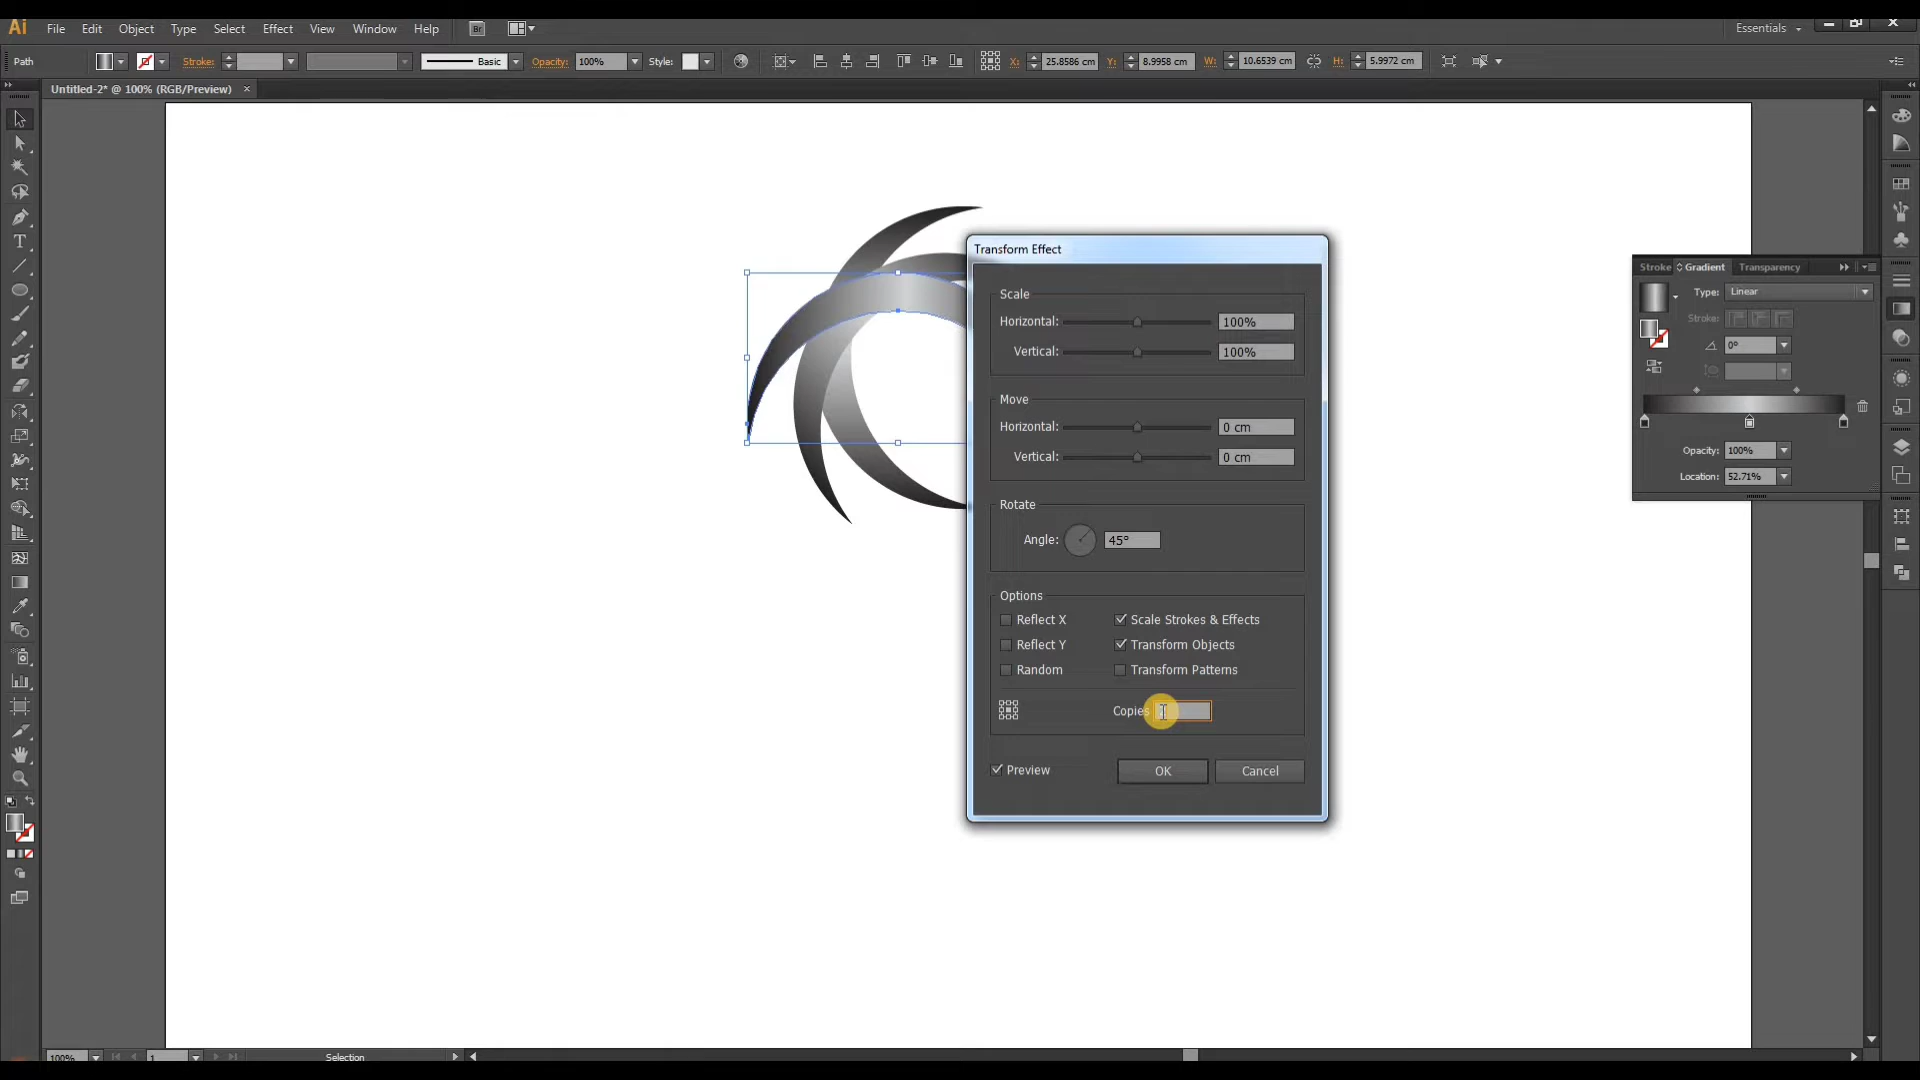 Ai File Edit Object Type Select Effect View Window Help Br Essentials
Path Stroke: Basic Opacity: 100% Style: X: 25.8586 cm Y: 8.9958 cm W: 10.6539 cm H: 5.9972 cm
Untitled-2* @ 100% (RGB/Preview) ×
Transform Effect
Scale
Horizontal: 100%
Vertical: 100%
Move
Horizontal: 0 cm
Vertical: 0 cm
Rotate
Angle: 45°
Options
Reflect X Scale Strokes & Effects
Reflect Y Transform Objects
Random Transform Patterns
Copies
Preview OK Cancel
Stroke Gradient Transparency
Type: Linear
Stroke:
0°
Opacity: 100%
Location: 52.71%
100% 1 Selection